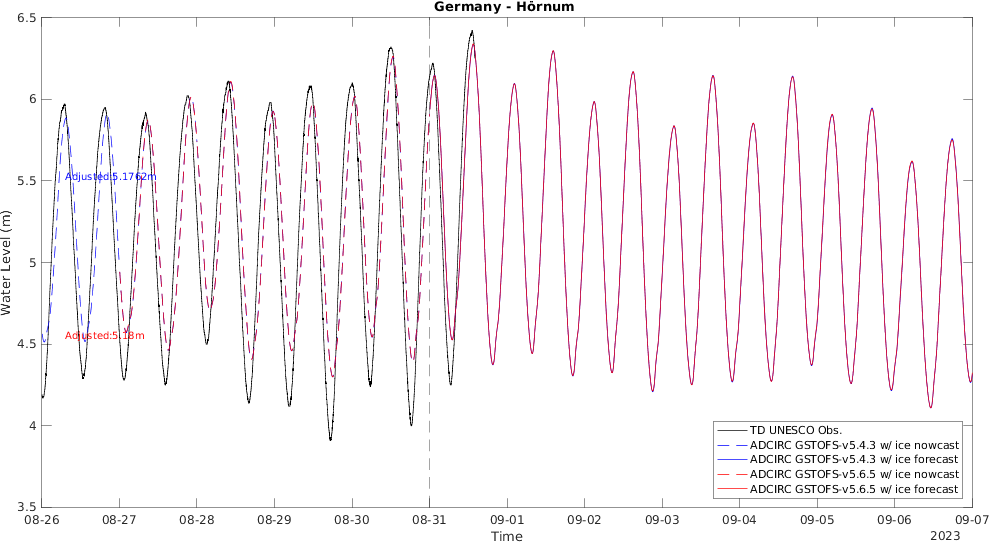 Germany - Hörnum
6.5
6
5.5
5
4.5
4
3.5
Water Level (m)
Adjusted:5.1762m
Adjusted:5.18m
TD UNESCO Obs.
ADCIRC GSTOFS-v5.4.3 w/ ice nowcast
ADCIRC GSTOFS-v5.4.3 w/ ice forecast
ADCIRC GSTOFS-v5.6.5 w/ ice nowcast
ADCIRC GSTOFS-v5.6.5 w/ ice forecast
08-26 08-27 08-28 08-29 08-30 08-31 09-01 09-02 09-03 09-04 09-05 09-06 09-07
Time
2023